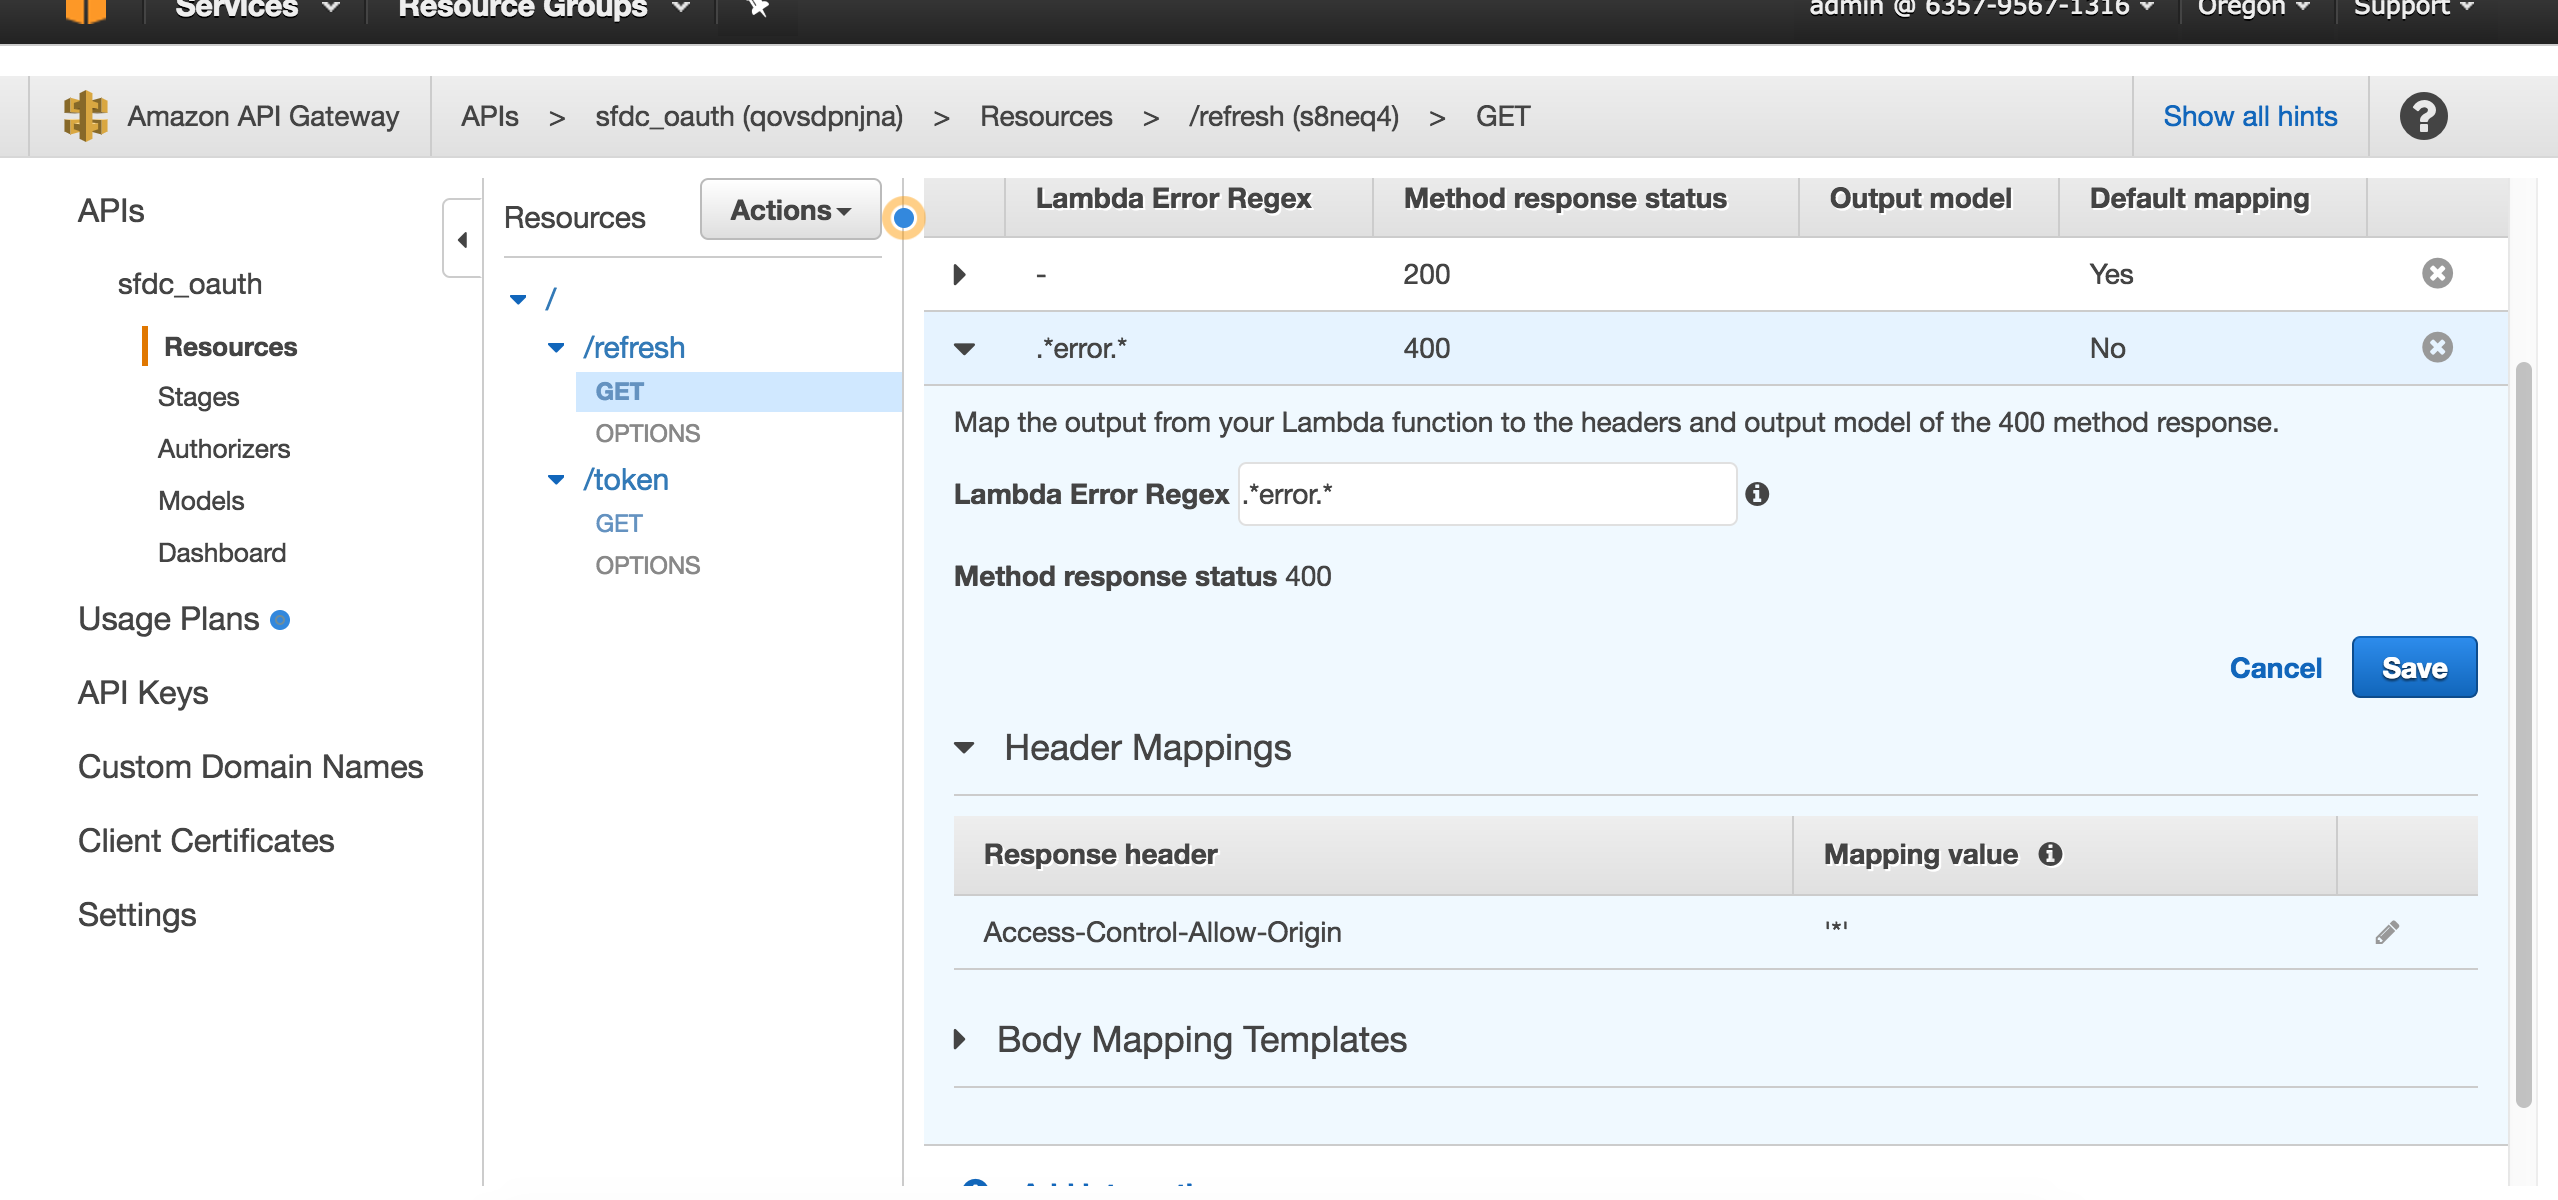 Services
Resource Groups
admin @ 6357-9567-1316
Oregon
Support
Amazon API Gateway
APIs > sfdc_oauth (qovsdpnjna) > Resources > /refresh (s8neq4) > GET
Show all hints
?
APIs
sfdc_oauth
Resources
Stages
Authorizers
Models
Dashboard
Usage Plans
API Keys
Custom Domain Names
Client Certificates
Settings
Resources
Actions
/
/refresh
GET
OPTIONS
/token
GET
OPTIONS
Lambda Error Regex Method response status Output model Default mapping
- 200 Yes
.*error.* 400 No
Map the output from your Lambda function to the headers and output model of the 400 method response.
Lambda Error Regex .*error.*
Method response status 400
Cancel
Save
Header Mappings
Response header Mapping value
Access-Control-Allow-Origin '*'
Body Mapping Templates